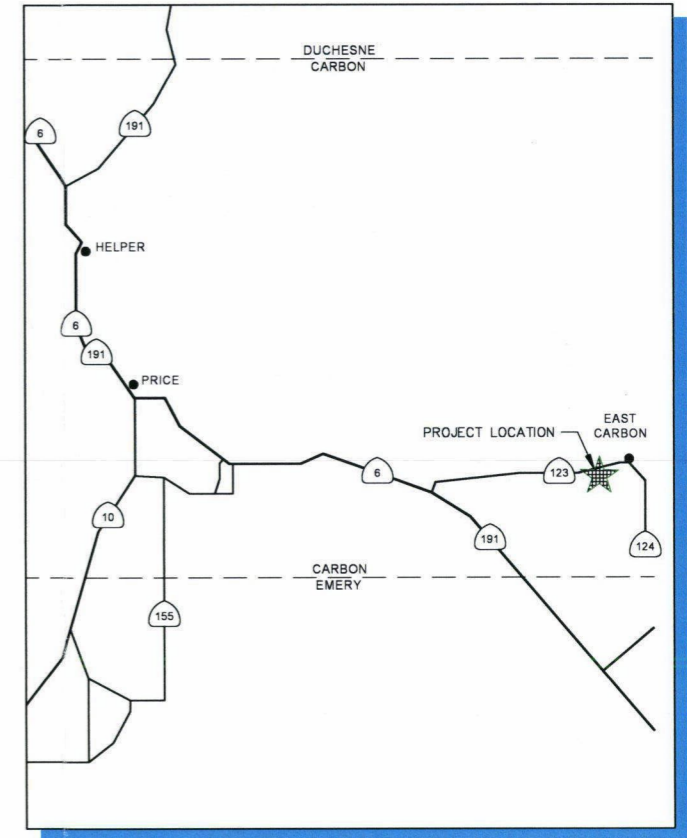 DUCHESNE
CARBON
6
191
HELPER
6
191
PRICE
EAST
CARBON
PROJECT LOCATION
6
123
10
191
124
CARBON
EMERY
155